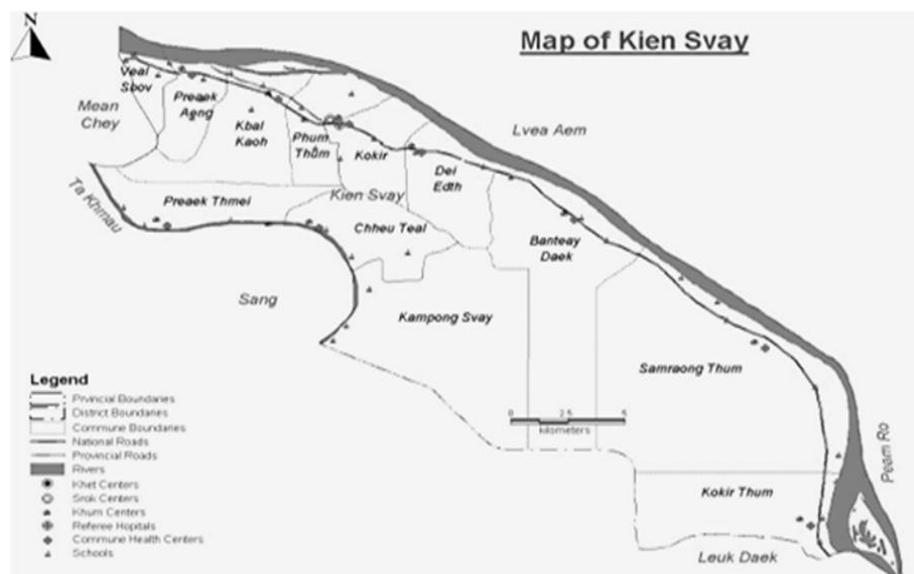 N
Map of Kien Svay
Veal
Sbov
Mean
Chey
Preaek
Aeng
Kbal
Kaoh
Phum
Thum
Kokir
Lvea Aem
Dei
Edth
Ta Khmau
Preaek Thmei
Kien Svay
Chheu Teal
Banteay
Daek
Sang
Kampong Svay
Samraong Thum
Legend
Prvincial Boundaries
District Boundaries
Commune Boundaries
National Roads
Provincial Roads
Rivers
Khet Centers
Srok Centers
Khum Centers
Referee Hopitals
Commune Health Centers
Schools
0 2.5 5
kilometers
Peam Ro
Kokir Thum
Leuk Daek